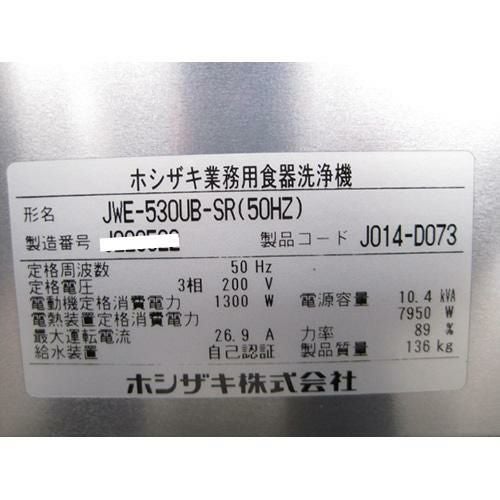 ホシザキ業務用食器洗浄機
形名 JWE-530UB-SR(50HZ)
製造番号 製品コード J014-D073
定格周波数 50 Hz
定格電圧 3相 200 V
電動機定格消費電力 1300 W 電源容量 10.4 kVA
電熱装置定格消費電力 7950 W
最大運転電流 26.9 A 力率 89 %
給水装置 自己認証 製品質量 136 kg
ホシザキ株式会社